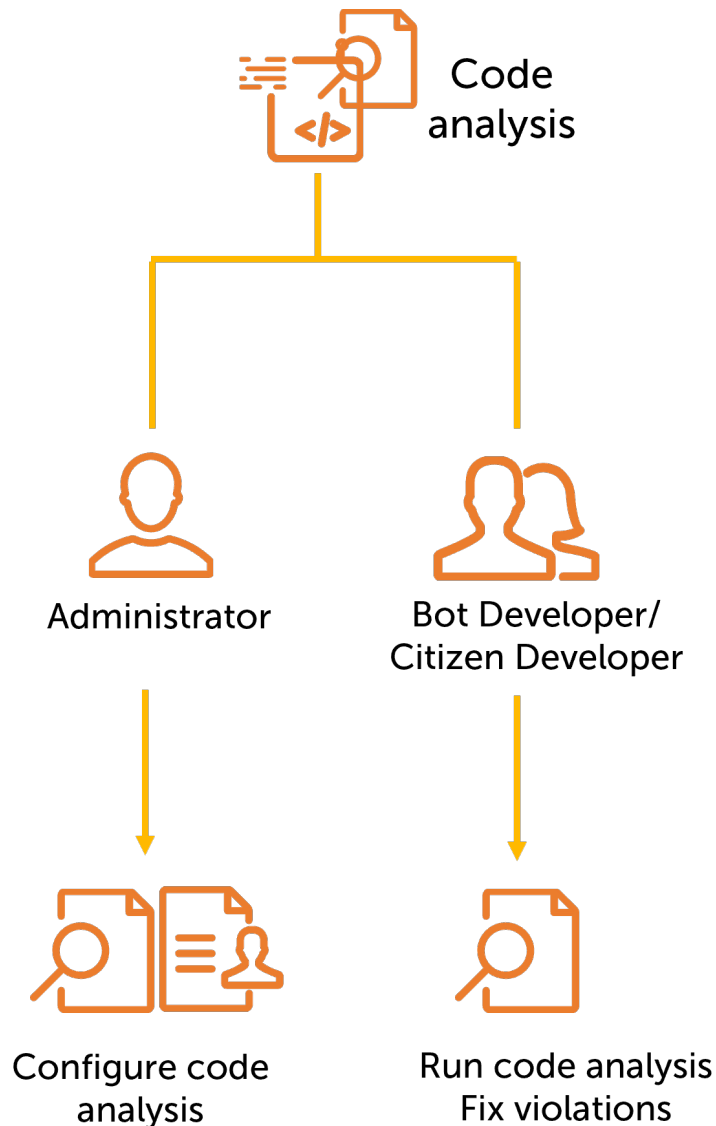 Code
analysis
</>
Administrator
Bot Developer/
Citizen Developer
Configure code
analysis
Run code analysis
Fix violations